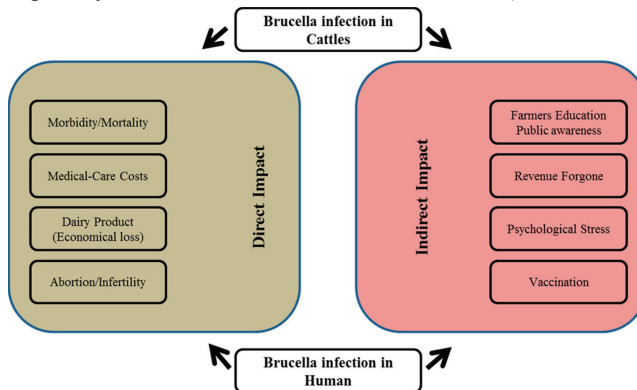 Brucella infection in
Cattles
Morbidity/Mortality
Medical-Care Costs
Dairy Product
(Economical loss)
Abortion/Infertility
Direct Impact
Indirect Impact
Farmers Education
Public awareness
Revenue Forgone
Psychological Stress
Vaccination
Brucella infection in
Human